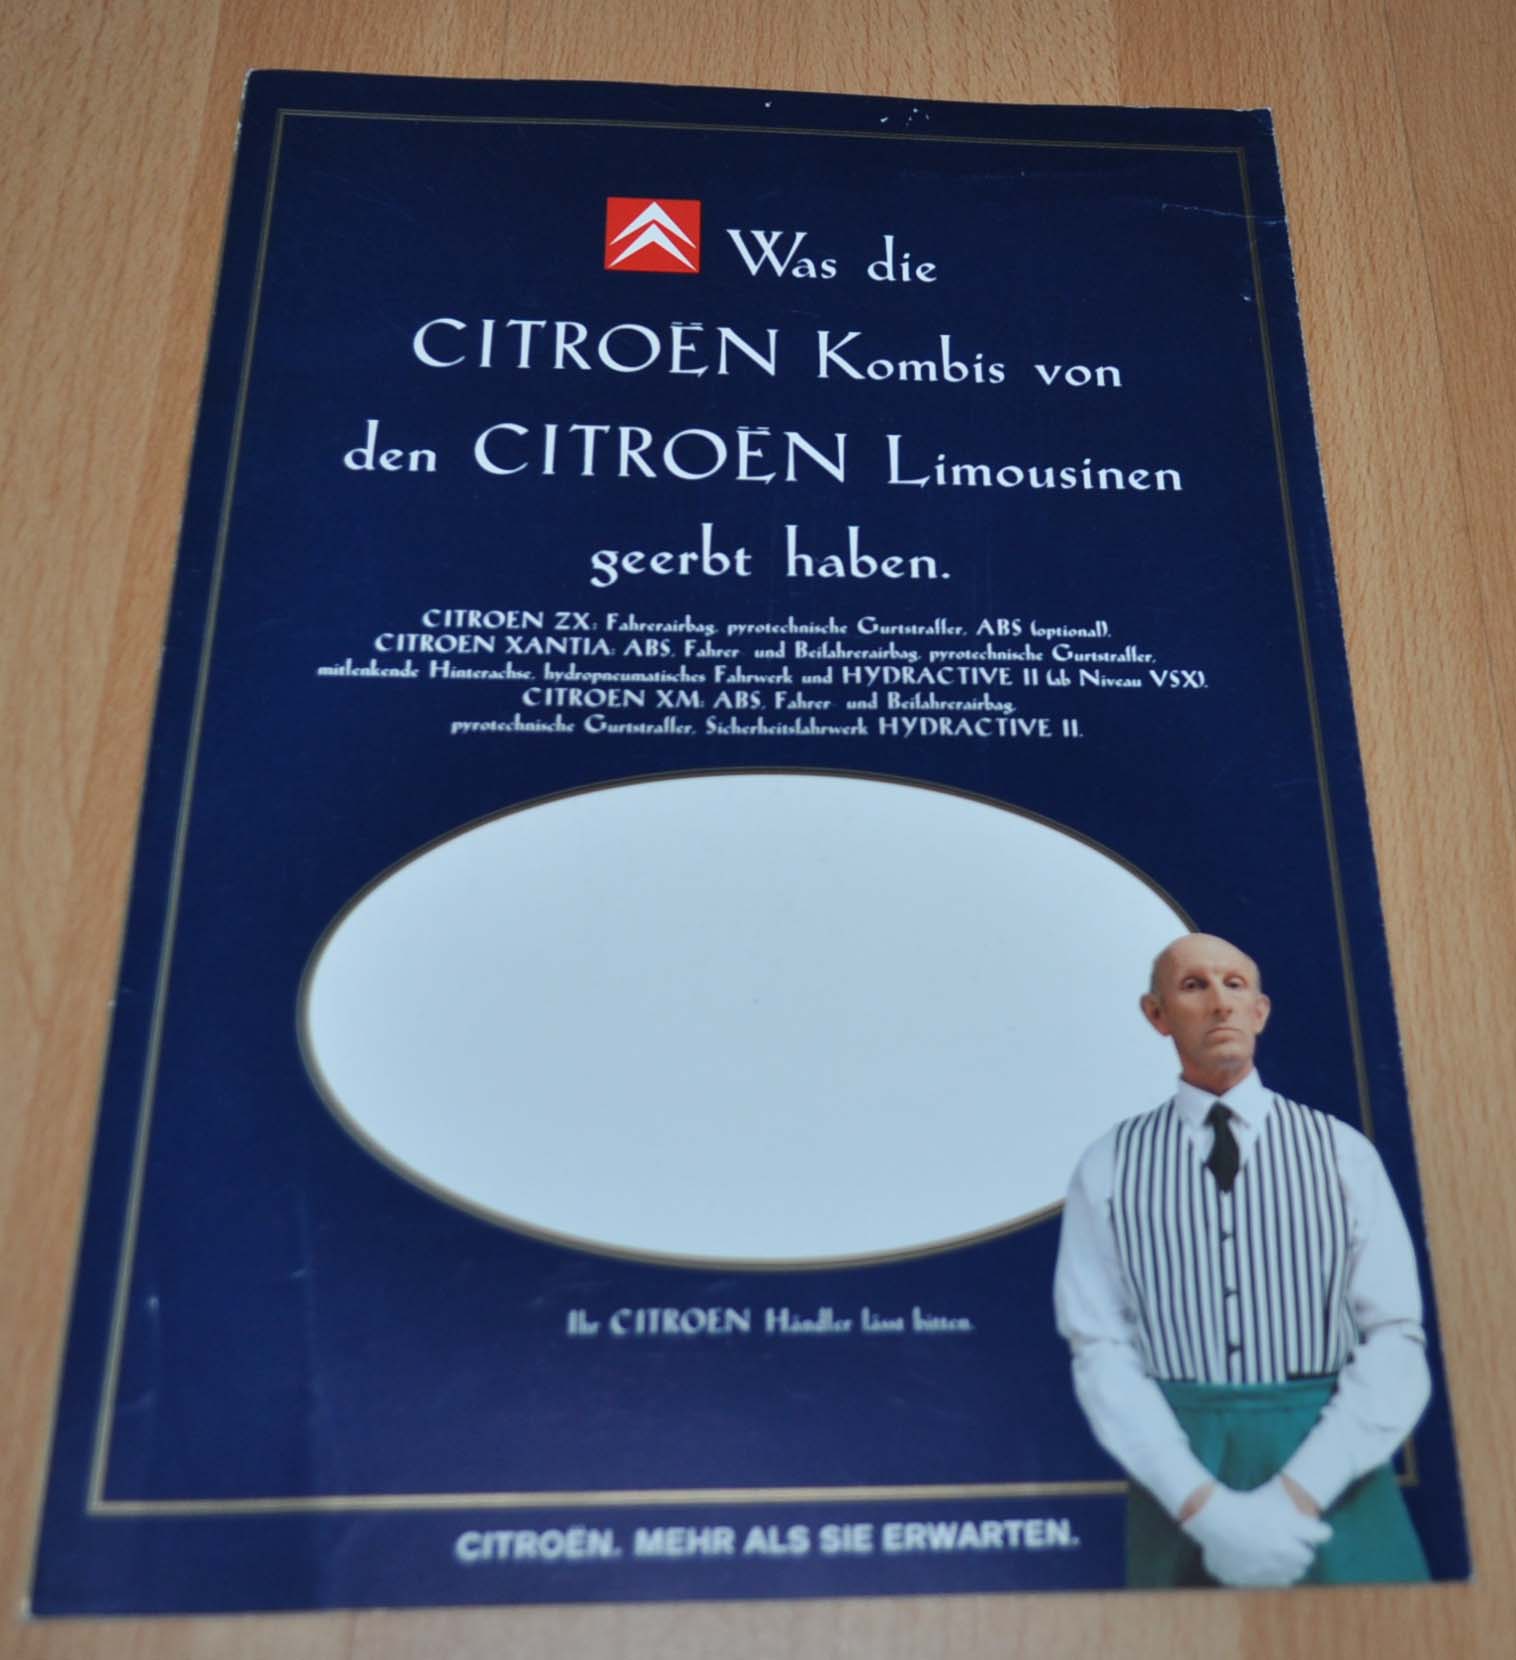 Was die
CITROËN Kombis von
den CITROËN Limousinen
geerbt haben.
CITROEN ZX: Fahrerairbag, pyrotechnische Gurtstraffer, ABS (optional).
CITROEN XANTIA: ABS, Fahrer- und Beifahrerairbag, pyrotechnische Gurtstraffer,
mitlenkende Hinterachse, hydropneumatisches Fahrwerk und HYDRACTIVE II (ab Niveau VSX).
CITROEN XM: ABS, Fahrer- und Beifahrerairbag,
pyrotechnische Gurtstraffer, Sicherheitsfahrwerk HYDRACTIVE II.
Ihr CITROEN Händler lässt bitten.
CITROËN. MEHR ALS SIE ERWARTEN.